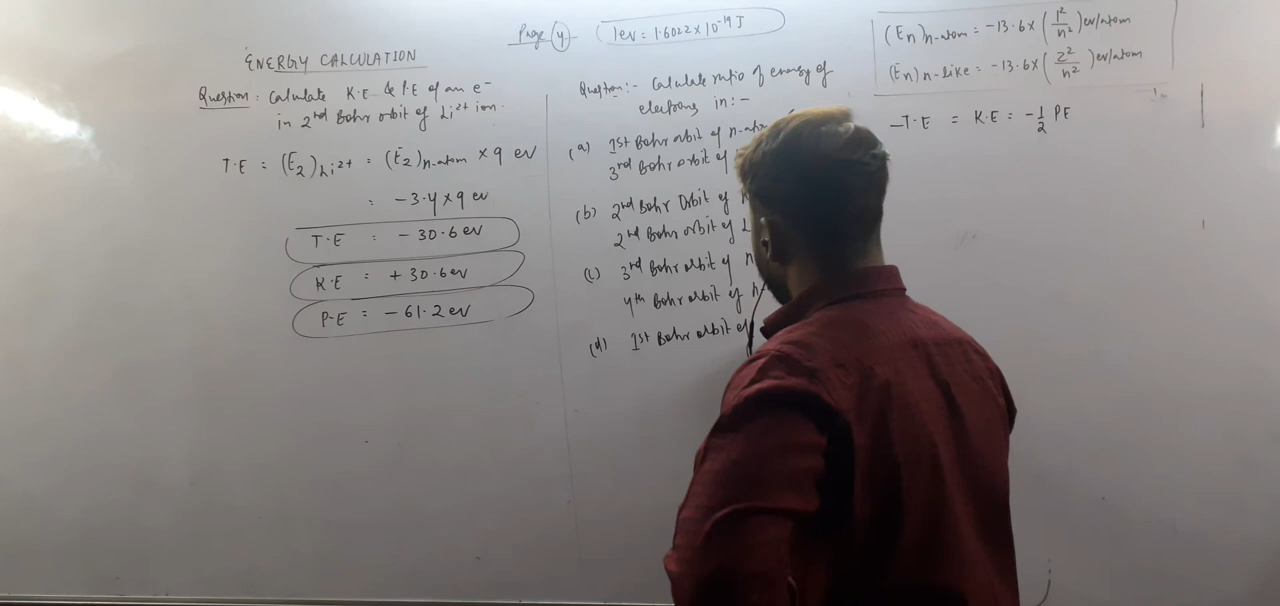 Page 4
1ev = 1.6022 × 10⁻¹⁹ J
ENERGY CALCULATION
Question : Calculate K.E & P.E of an e⁻
in 2nd Bohr orbit of Li²⁺ ion.
T.E = (E₂)Li²⁺ = (E₂)H-atom × 9 ev
= -3.4 × 9 ev
T.E = - 30.6 ev
K.E = + 30.6 ev
P.E = - 61.2 ev
Question :- Calculate ratio of energy of
electrons in :-
(a) 1st Bohr orbit of H-ato
3rd Bohr orbit of
(b) 2nd Bohr Orbit of
2nd Bohr orbit of
(c) 3rd Bohr orbit of
4th Bohr orbit of
(d) 1st Bohr orbit of
(En)H-atom = -13.6 × (1²/n²) ev/atom
(En)H-like = -13.6 × (Z²/n²) ev/atom
-T.E = K.E = -1/2 PE